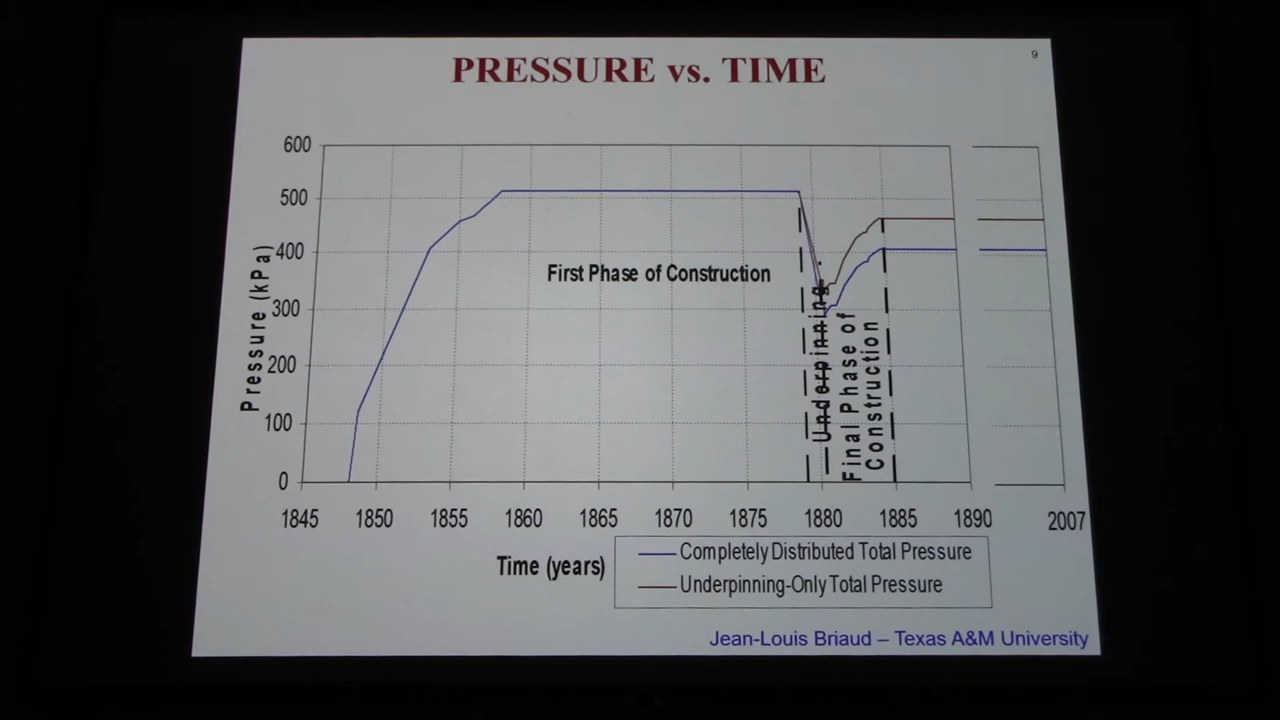 9
PRESSURE vs. TIME
600
500
400
300
200
100
0
Pressure (kPa)
First Phase of Construction
Underpinning
Final Phase of
Construction
1845 1850 1855 1860 1865 1870 1875 1880 1885 1890 2007
Time (years)
Completely Distributed Total Pressure
Underpinning-Only Total Pressure
Jean-Louis Briaud – Texas A&M University